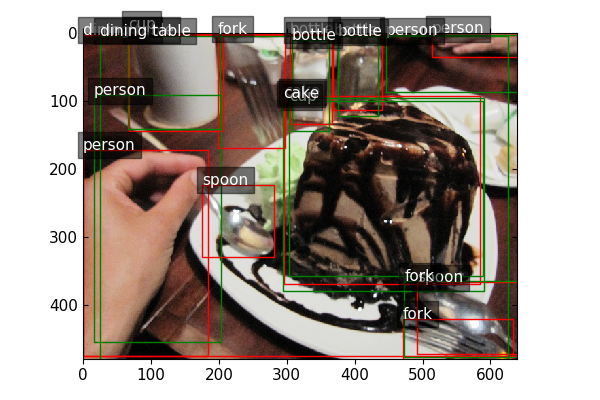 cup
dining table
fork
bottle
bottle
person
person
person
cake
cup
person
spoon
fork
spoon
fork
0
100
200
300
400
0
100
200
300
400
500
600